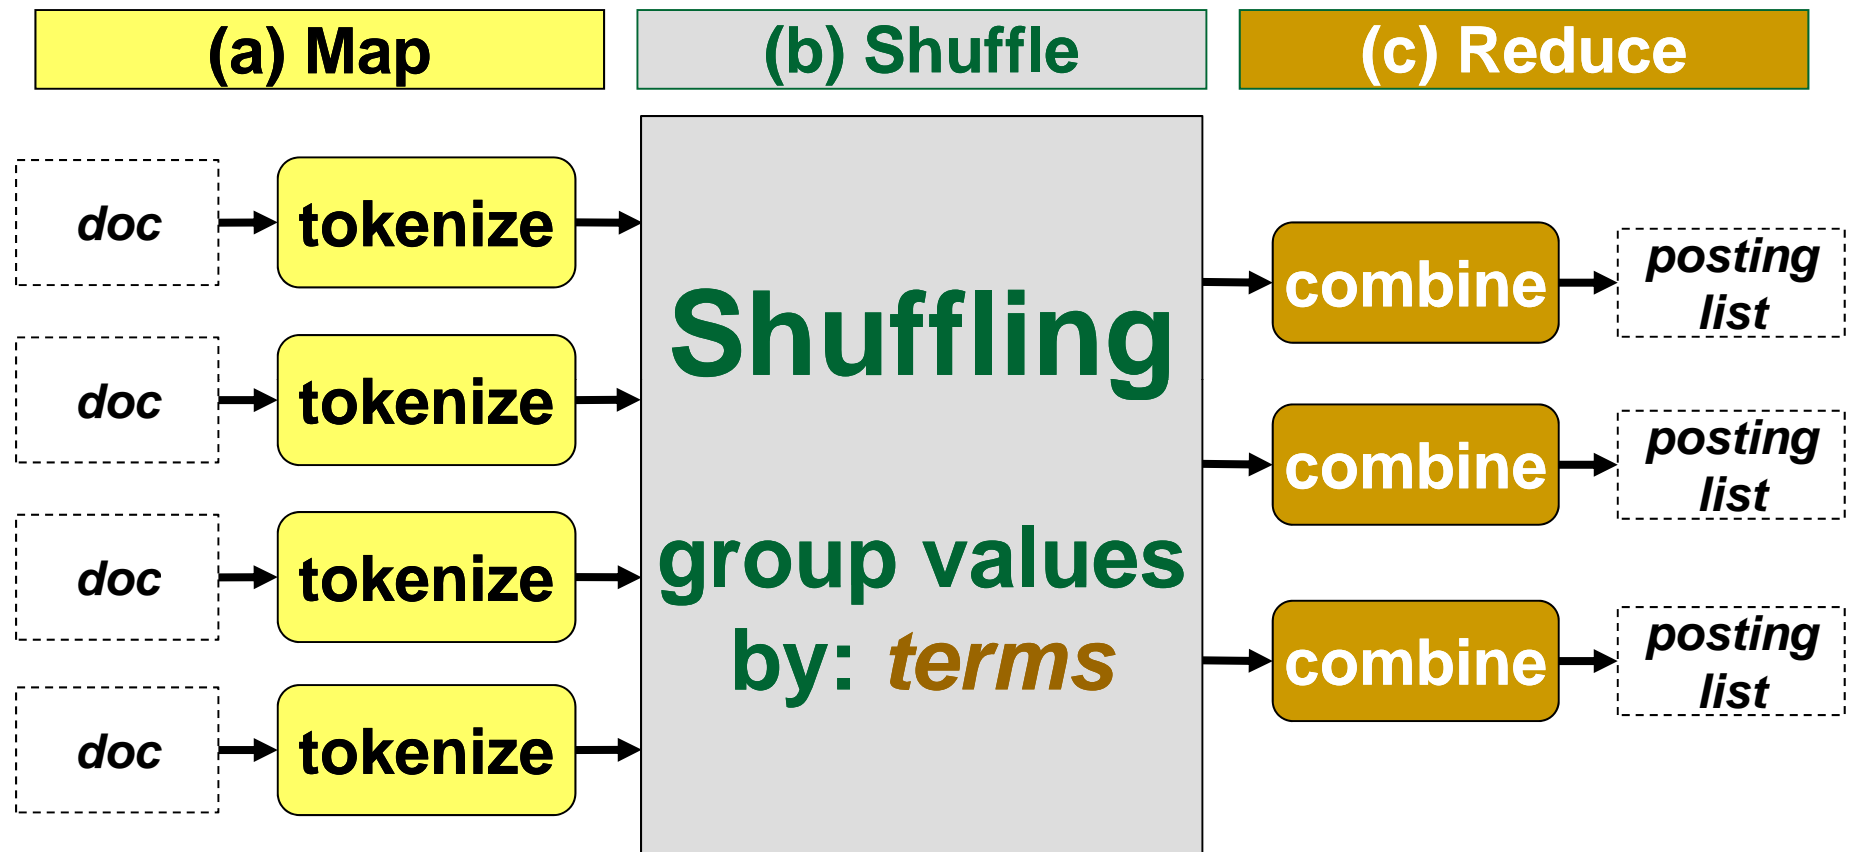 (a) Map
(b) Shuffle
(c) Reduce
doc
tokenize
doc
tokenize
doc
tokenize
doc
tokenize
Shuffling
group values
by: terms
combine
posting
list
combine
posting
list
combine
posting
list